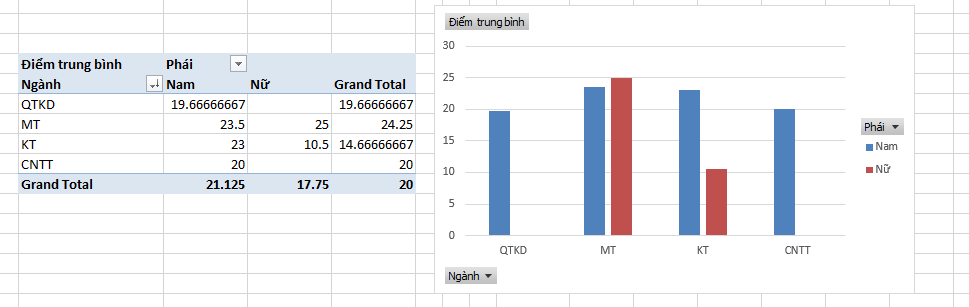 Điểm trung bình Phái
Ngành Nam Nữ Grand Total
QTKD 19.66666667 19.66666667
MT 23.5 25 24.25
KT 23 10.5 14.66666667
CNTT 20 20
Grand Total 21.125 17.75 20
Điểm trung bình
30
25
20
15
10
5
0
QTKD MT KT CNTT
Phái
Nam
Nữ
Ngành